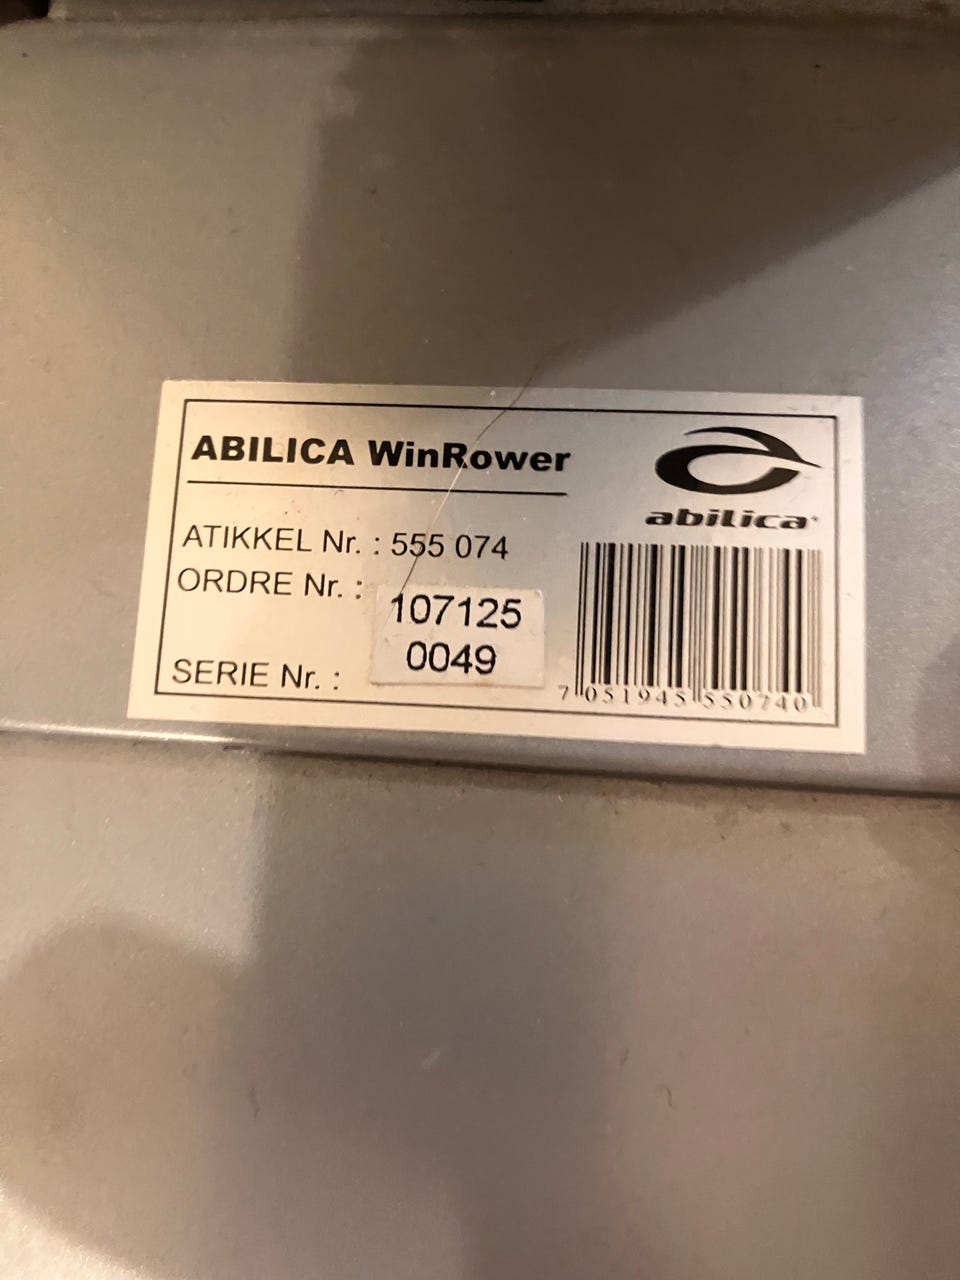 ABILICA WinRower
abilica
ATIKKEL Nr. : 555 074
ORDRE Nr. : 107125
SERIE Nr. : 0049
7 051945 550740